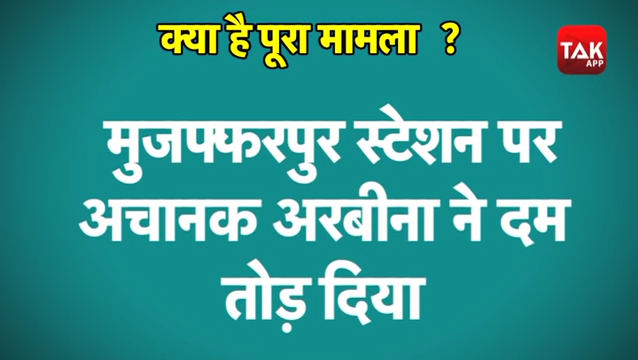 क्या है पूरा मामला ?
TAK
APP
मुजफ्फरपुर स्टेशन पर
अचानक अरबीना ने दम
तोड़ दिया